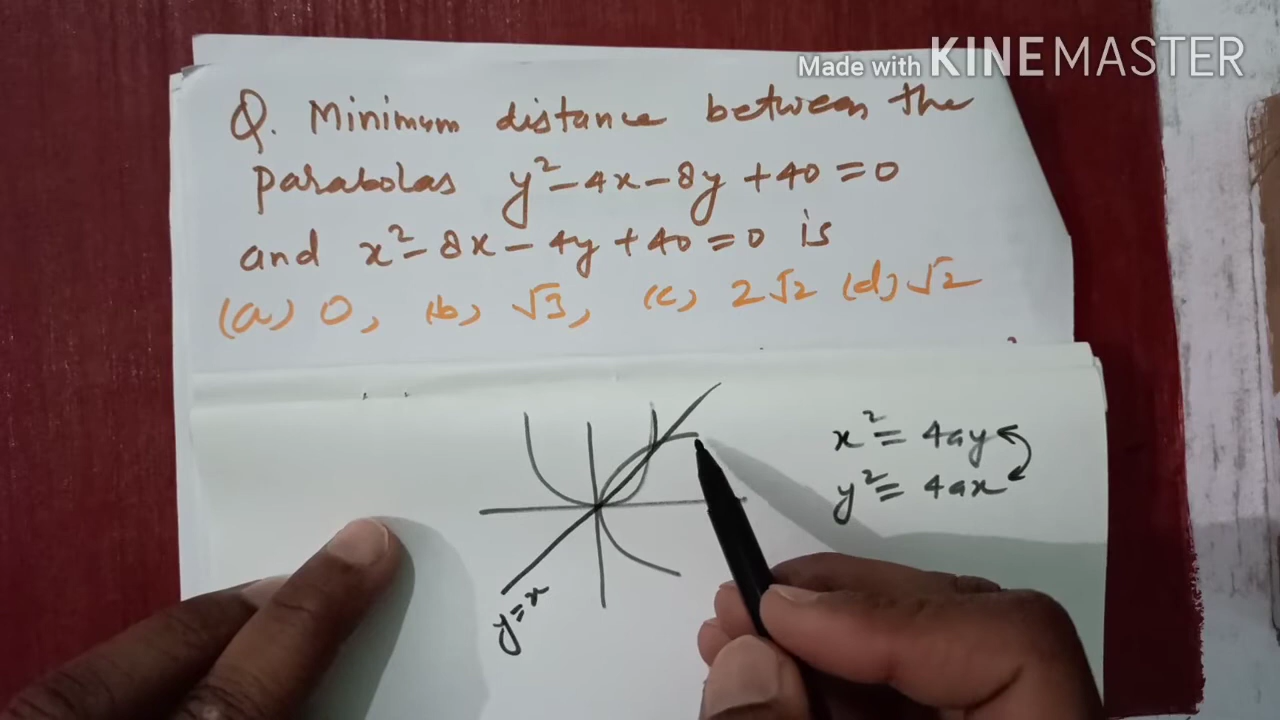 Made with KINEMASTER
Q. Minimum distance between the
parabolas y²-4x-8y+40=0
and x²-8x-4y+40=0 is
(a) 0, (b) √3, (c) 2√2 (d) √2
x²=4ay
y²=4ax
y=x